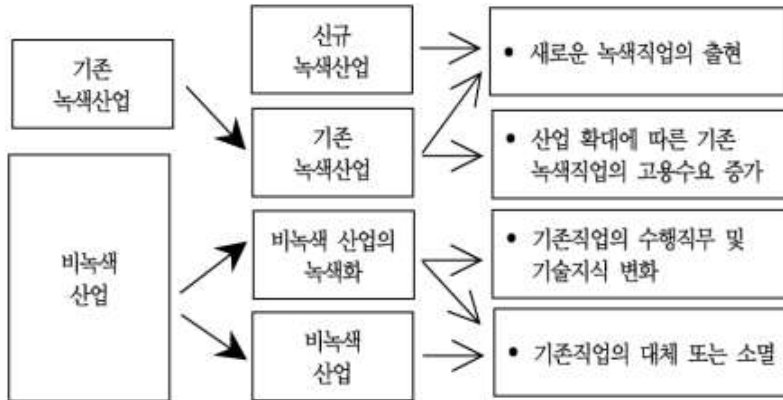 기존
녹색산업
비녹색
산업
신규
녹색산업
기존
녹색산업
비녹색 산업의
녹색화
비녹색
산업
• 새로운 녹색직업의 출현
• 산업 확대에 따른 기존
녹색직업의 고용수요 증가
• 기존직업의 수행직무 및
기술지식 변화
• 기존직업의 대체 또는 소멸